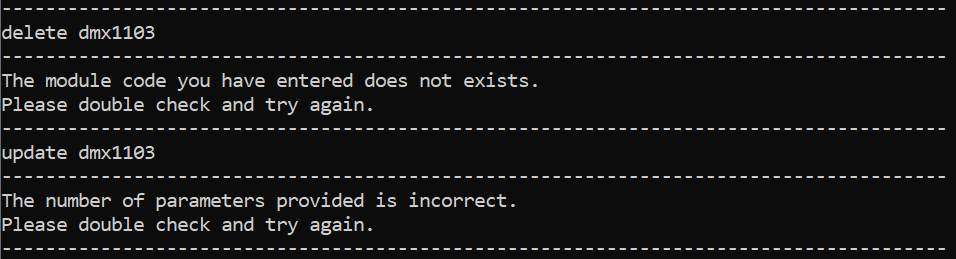 --------------------------------------------------------------------------------------
delete dmx1103
--------------------------------------------------------------------------------------
The module code you have entered does not exists.
Please double check and try again.
--------------------------------------------------------------------------------------
update dmx1103
--------------------------------------------------------------------------------------
The number of parameters provided is incorrect.
Please double check and try again.
--------------------------------------------------------------------------------------